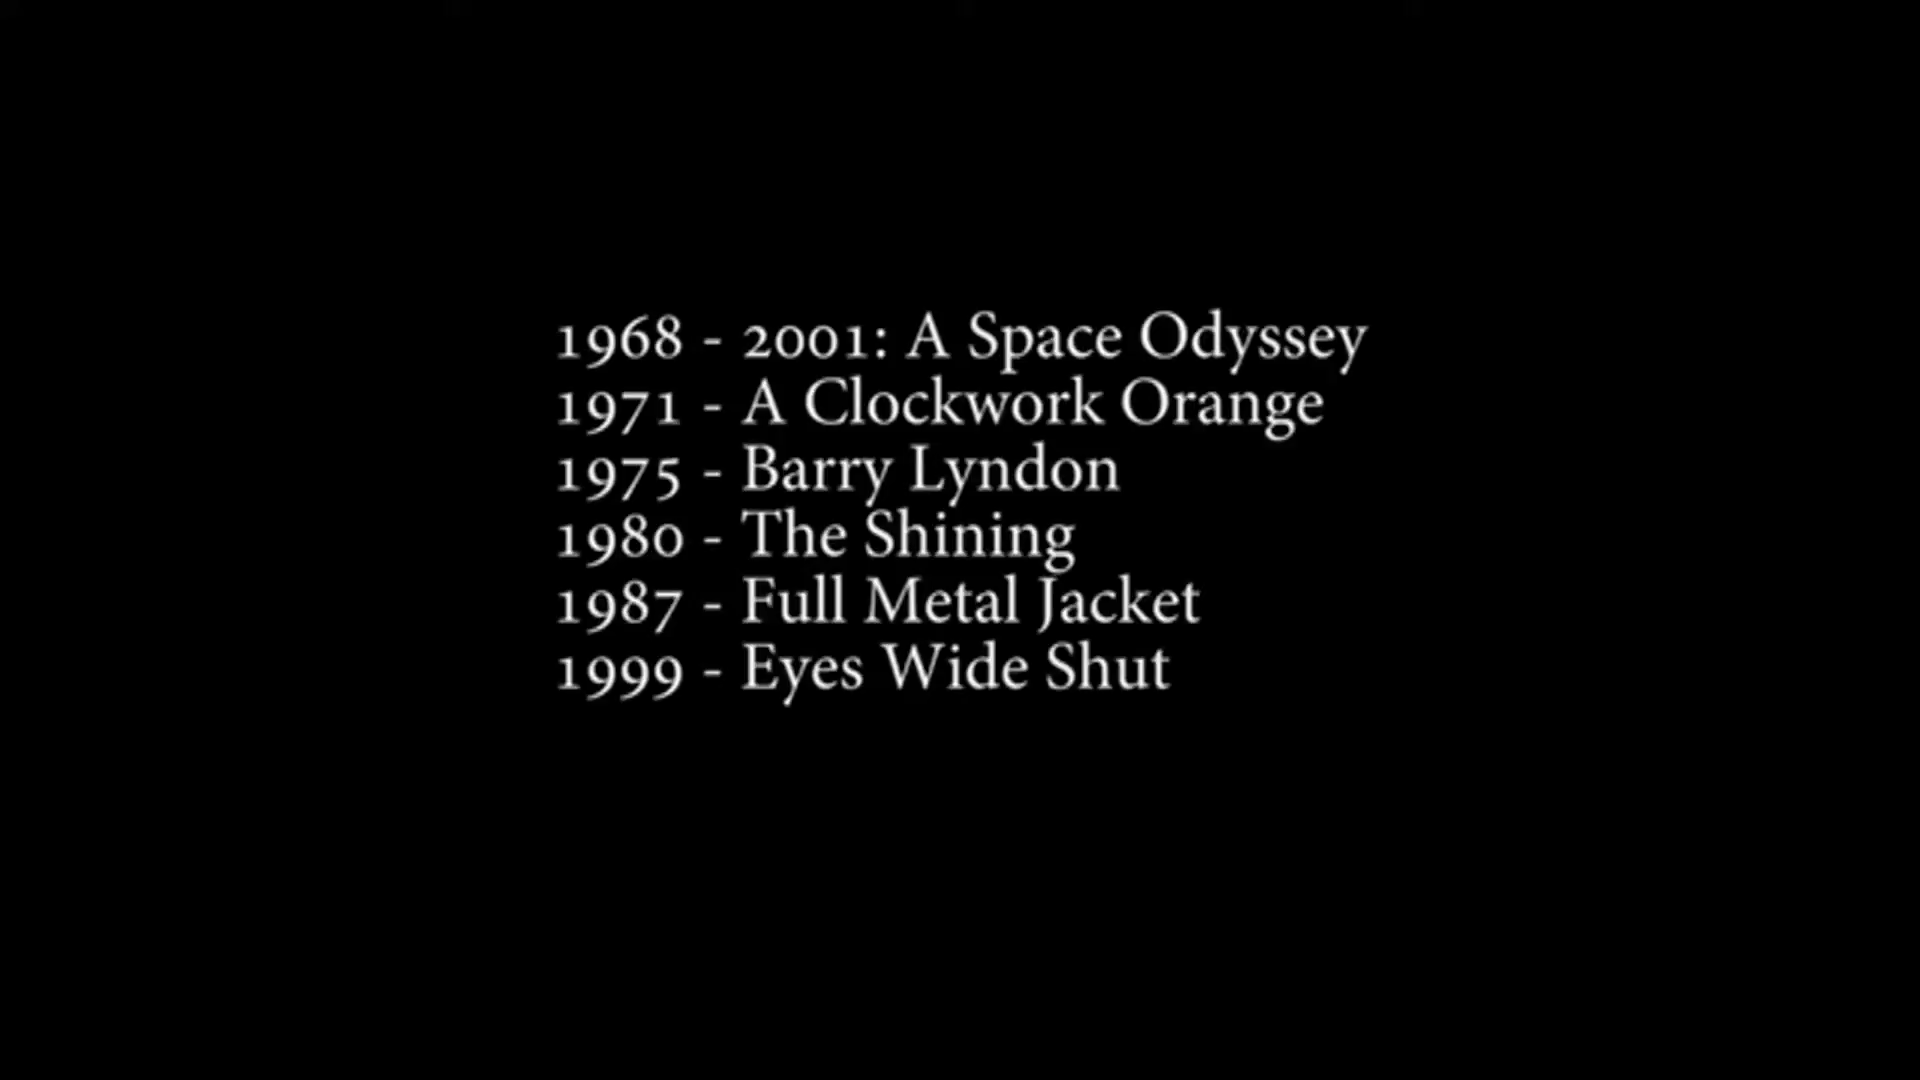 1968 - 2001: A Space Odyssey
1971 - A Clockwork Orange
1975 - Barry Lyndon
1980 - The Shining
1987 - Full Metal Jacket
1999 - Eyes Wide Shut